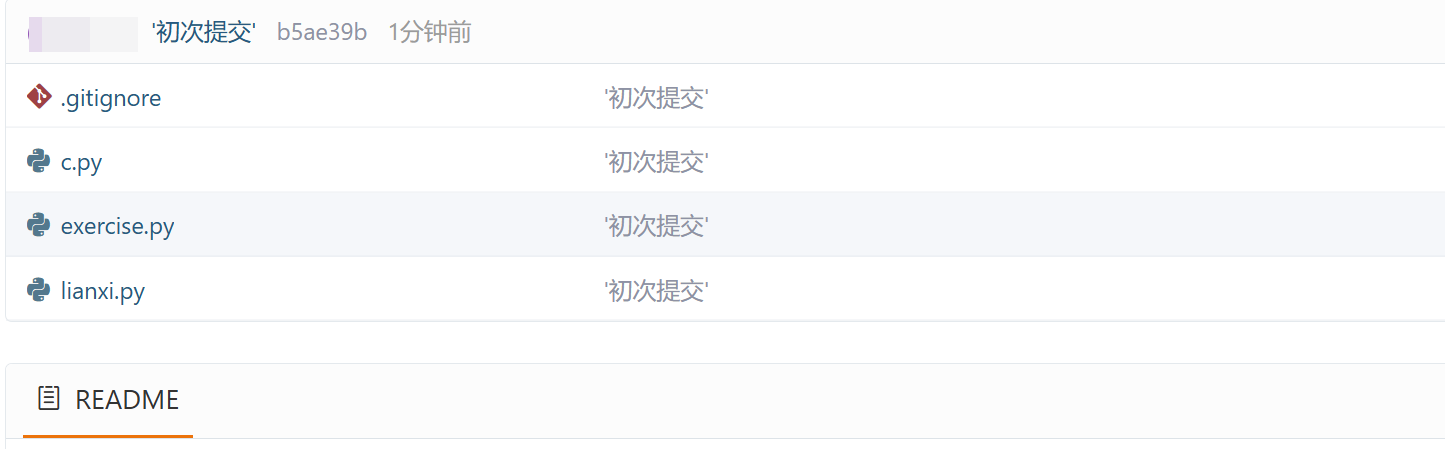 '初次提交' b5ae39b 1分钟前
.gitignore '初次提交'
c.py '初次提交'
exercise.py '初次提交'
lianxi.py '初次提交'
README